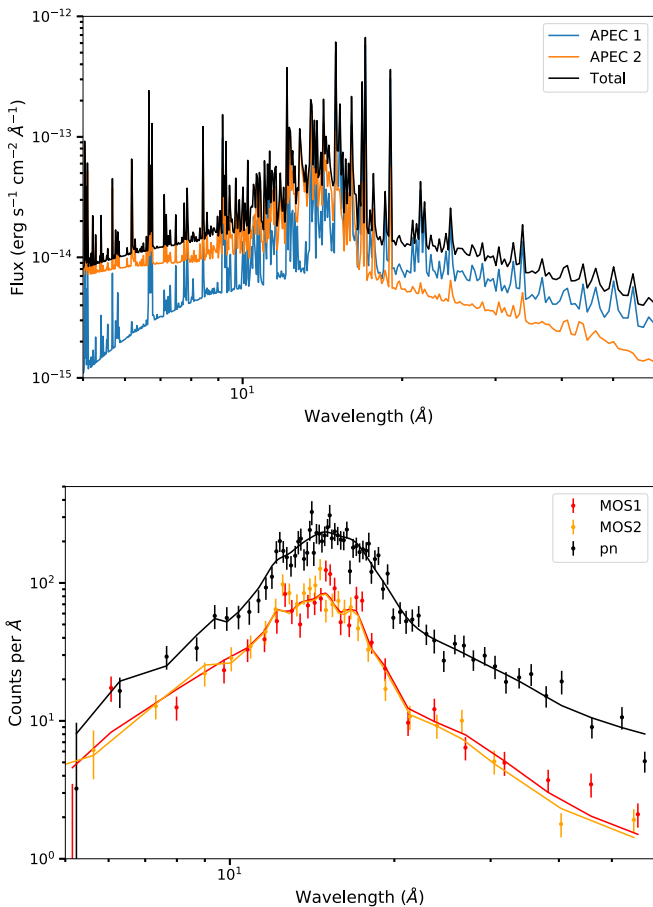 10⁻¹²
APEC 1
APEC 2
Total
10⁻¹³
Flux (erg s⁻¹ cm⁻² Å⁻¹)
10⁻¹⁴
10⁻¹⁵
10¹
Wavelength (Å)
MOS1
MOS2
pn
10²
Counts per Å
10¹
10⁰
10¹
Wavelength (Å)